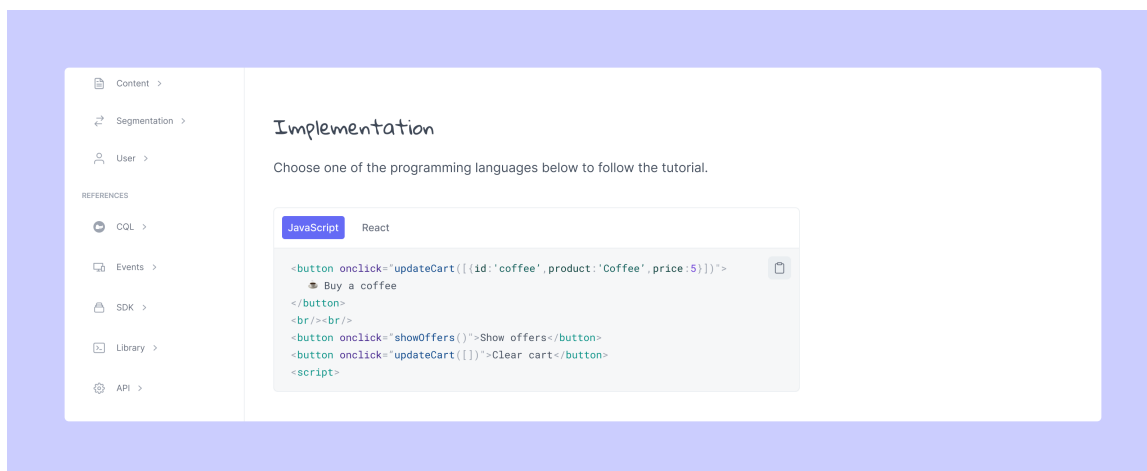 Content >
Segmentation >
User >
REFERENCES
CQL >
Events >
SDK >
Library >
API >
Implementation
Choose one of the programming languages below to follow the tutorial.
JavaScript
React
<button onclick="updateCart([{id:'coffee',product:'Coffee',price:5}])">
☕ Buy a coffee
</button>
<br/><br/>
<button onclick="showOffers()">Show offers</button>
<button onclick="updateCart([])">Clear cart</button>
<script>